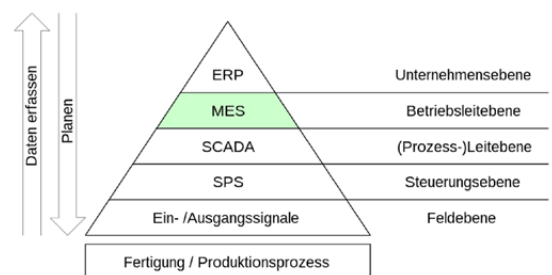 Daten erfassen
Planen
ERP
Unternehmensebene
MES
Betriebsleitebene
SCADA
(Prozess-)Leitebene
SPS
Steuerungsebene
Ein- /Ausgangssignale
Feldebene
Fertigung / Produktionsprozess